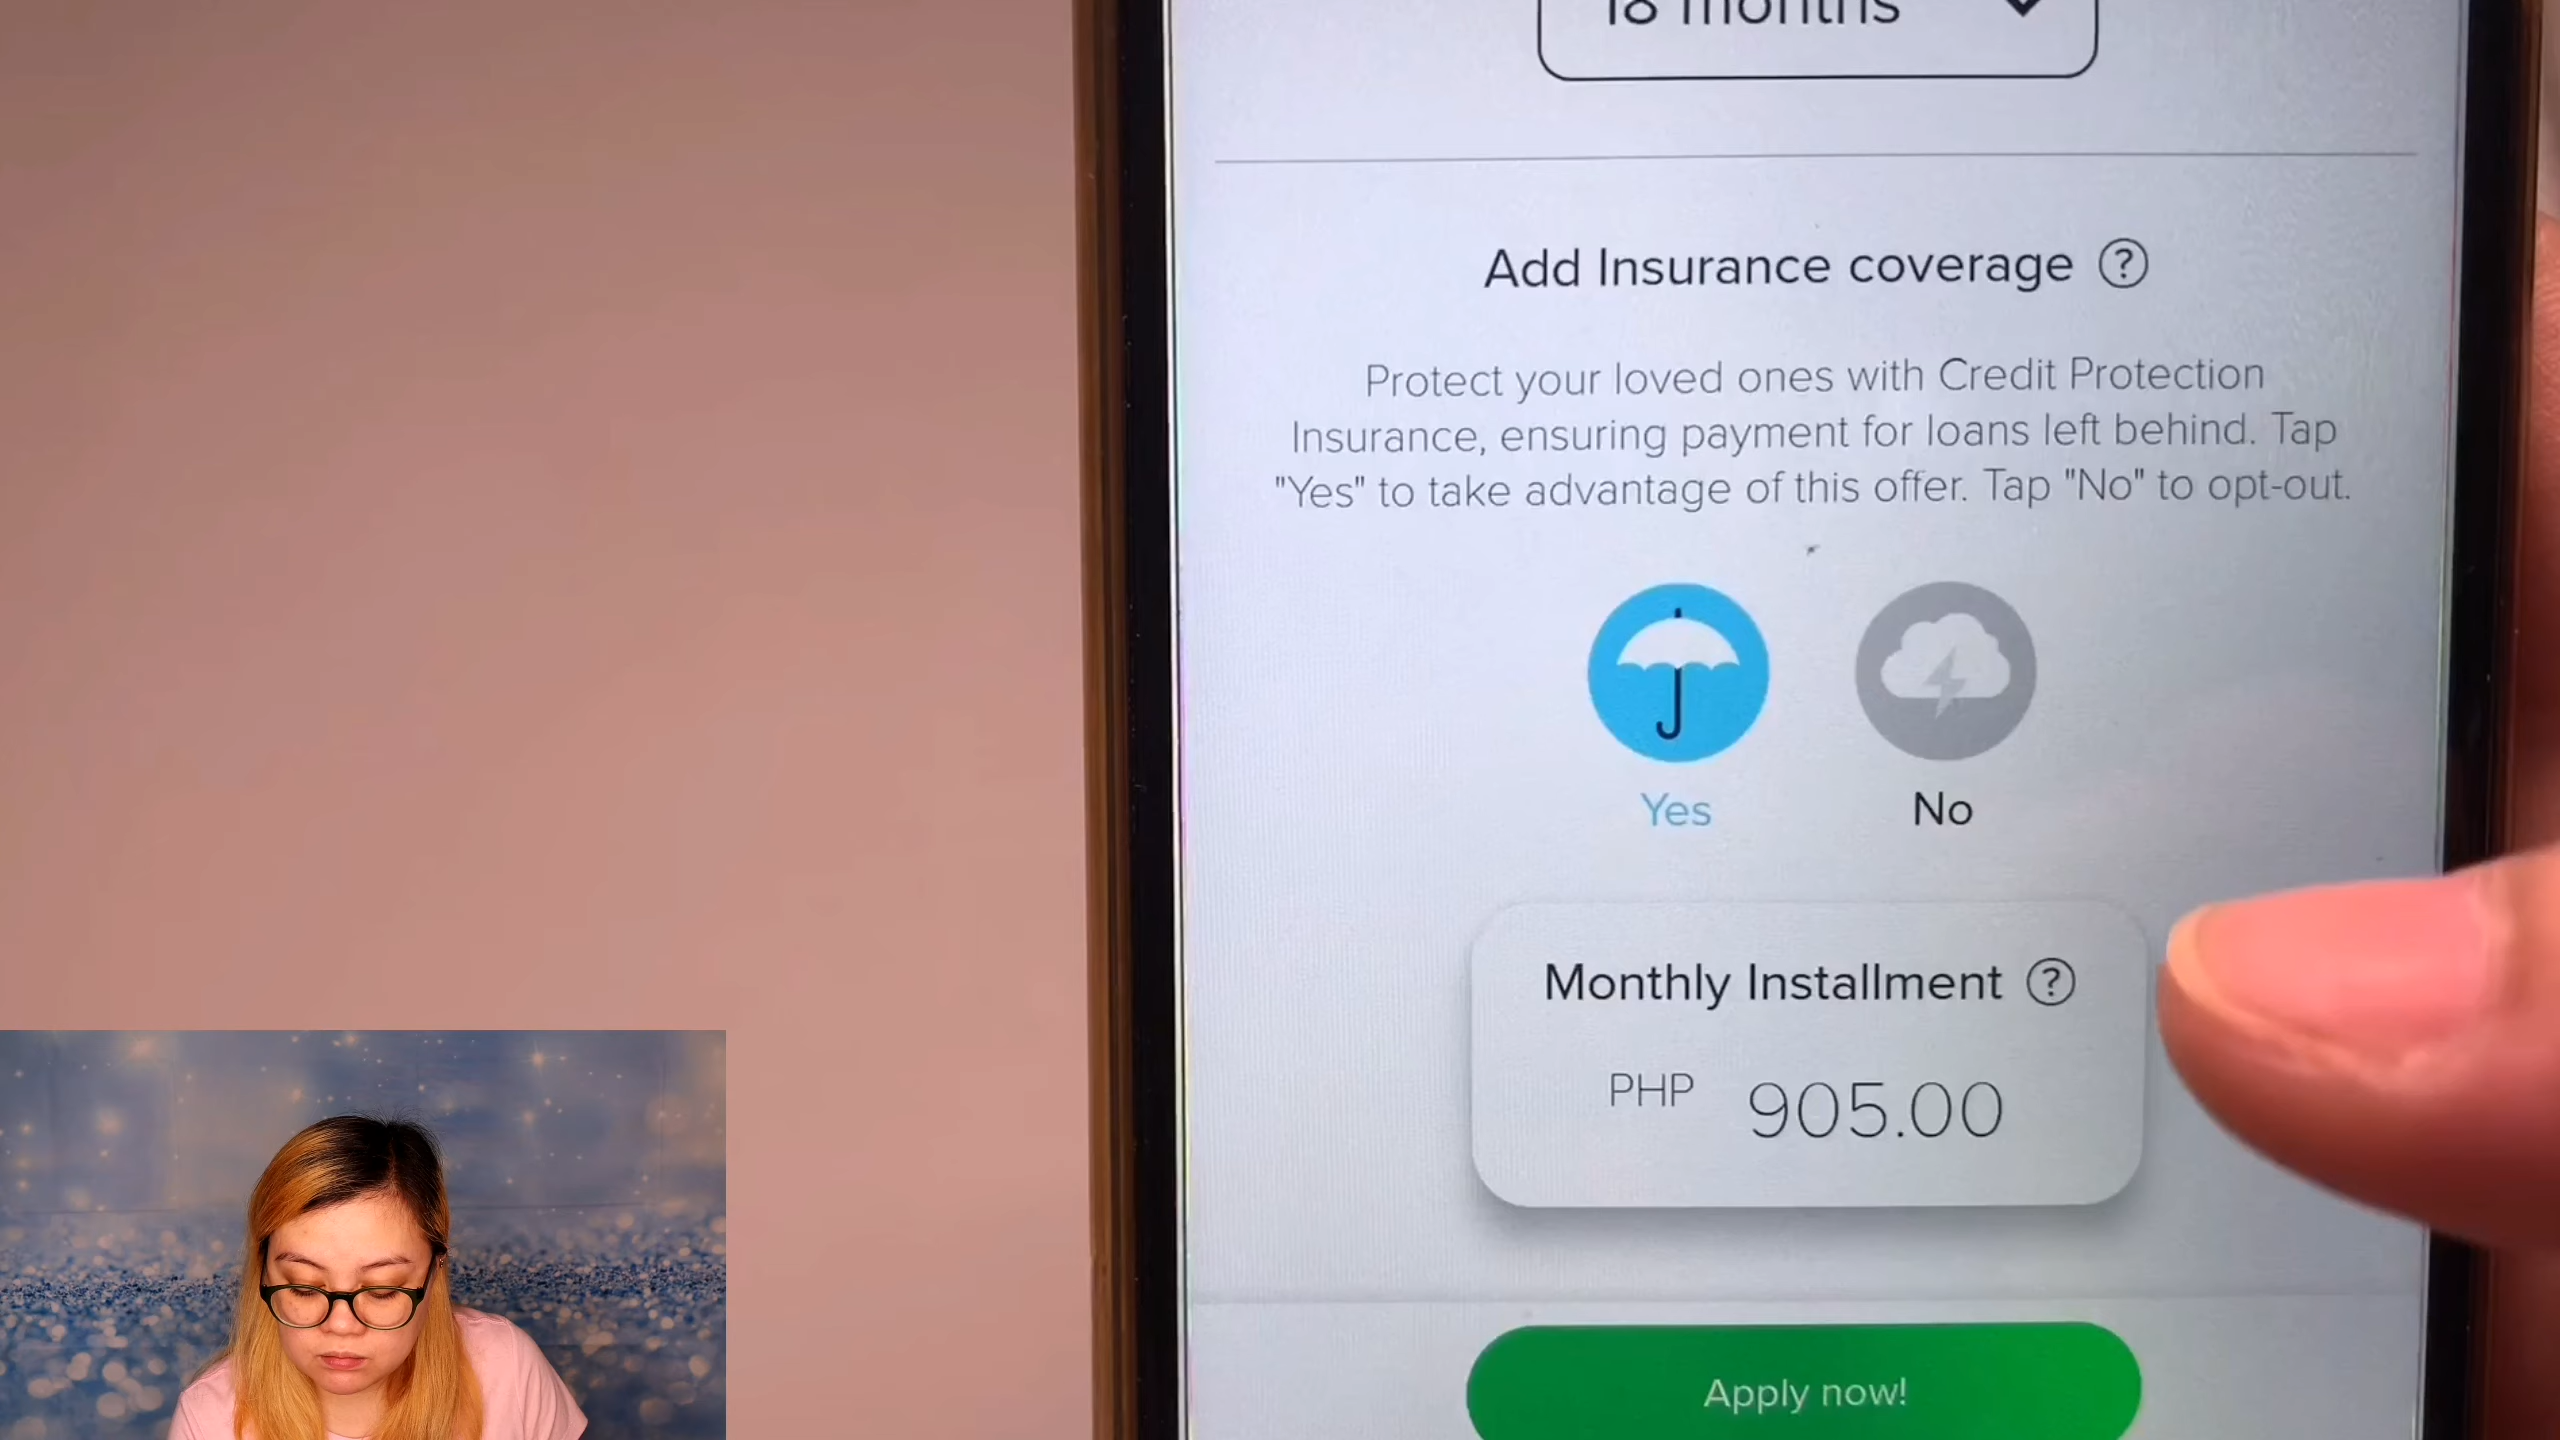 18 months
Add Insurance coverage ?
Protect your loved ones with Credit Protection
Insurance, ensuring payment for loans left behind. Tap
"Yes" to take advantage of this offer. Tap "No" to opt-out.
Yes
No
Monthly Installment ?
PHP 905.00
Apply now!